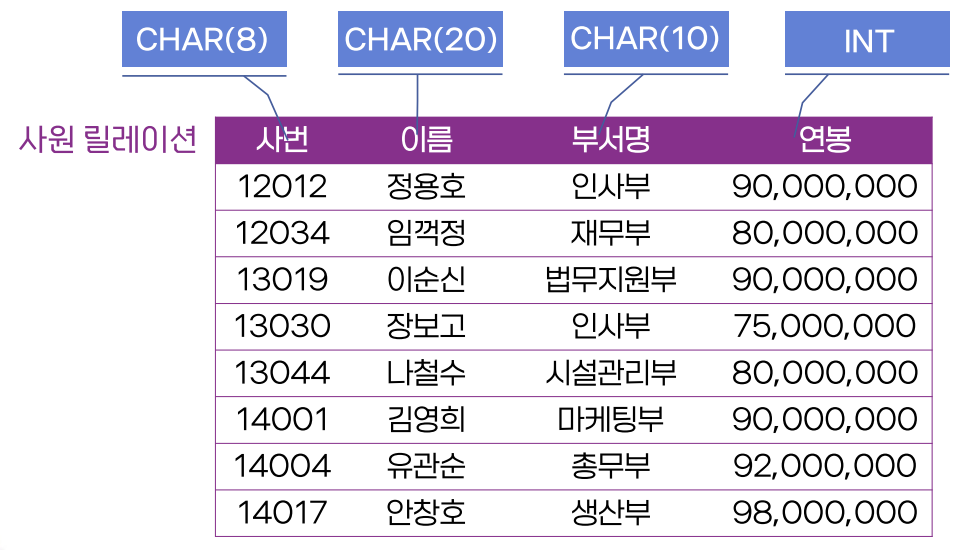 CHAR(8) CHAR(20) CHAR(10) INT
사원 릴레이션 사번 이름 부서명 연봉
12012 정용호 인사부 90,000,000
12034 임꺽정 재무부 80,000,000
13019 이순신 법무지원부 90,000,000
13030 장보고 인사부 75,000,000
13044 나철수 시설관리부 80,000,000
14001 김영희 마케팅부 90,000,000
14004 유관순 총무부 92,000,000
14017 안창호 생산부 98,000,000